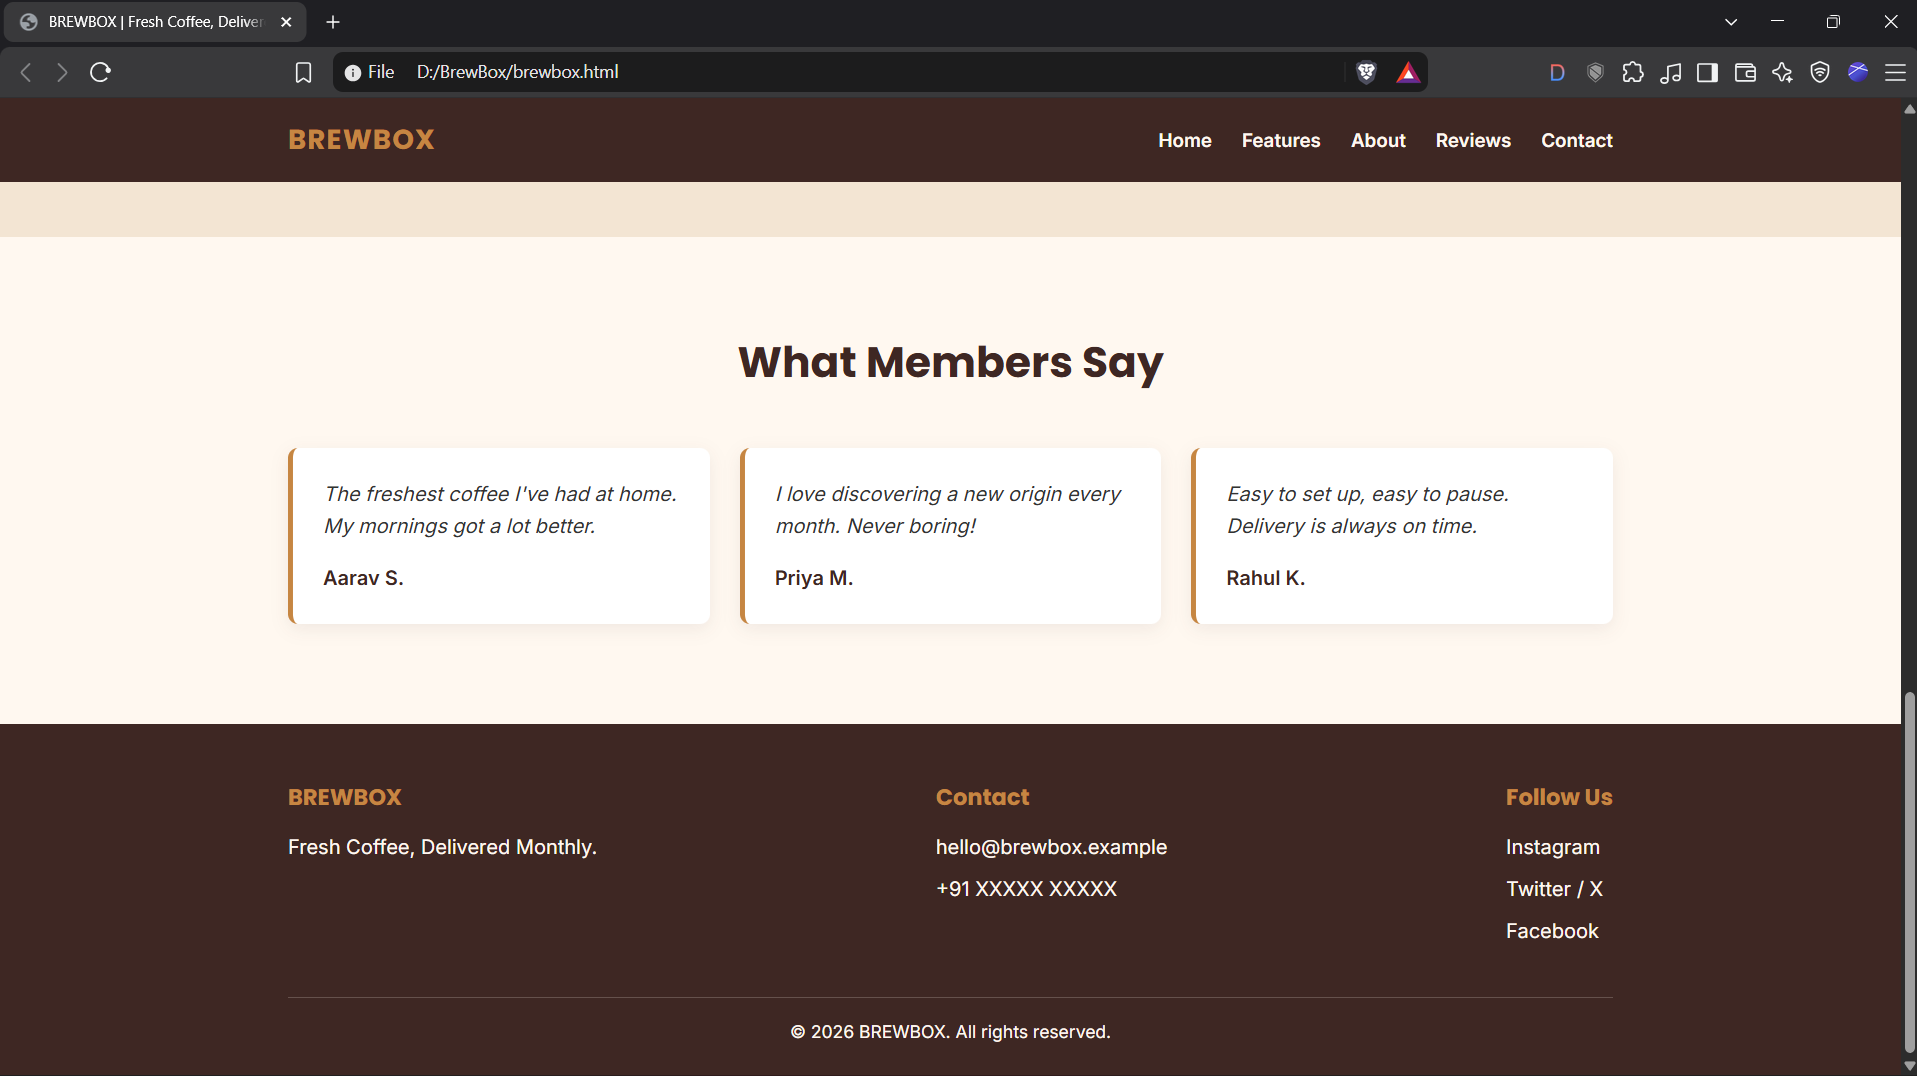 BREWBOX | Fresh Coffee, Deliver
File D:/BrewBox/brewbox.html
BREWBOX
Home Features About Reviews Contact
What Members Say
The freshest coffee I've had at home.
My mornings got a lot better.
Aarav S.
I love discovering a new origin every
month. Never boring!
Priya M.
Easy to set up, easy to pause.
Delivery is always on time.
Rahul K.
BREWBOX
Fresh Coffee, Delivered Monthly.
Contact
hello@brewbox.example
+91 XXXXX XXXXX
Follow Us
Instagram
Twitter / X
Facebook
© 2026 BREWBOX. All rights reserved.